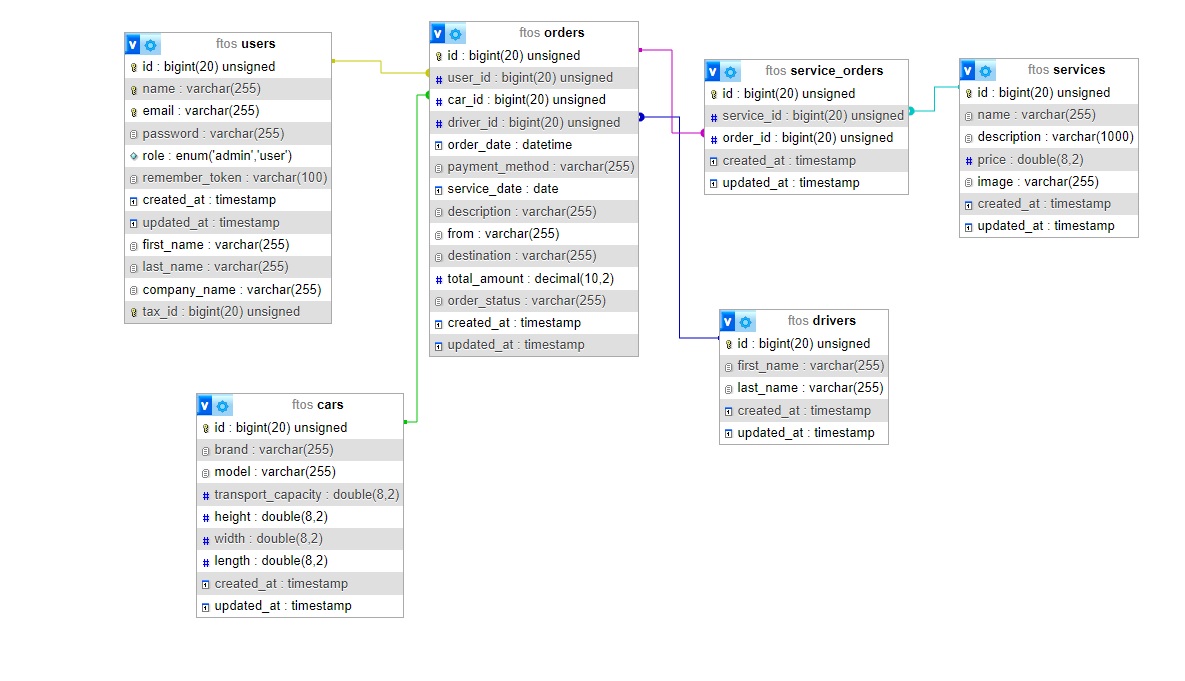 V ftos users
id : bigint(20) unsigned
name : varchar(255)
email : varchar(255)
password : varchar(255)
role : enum('admin','user')
remember_token : varchar(100)
created_at : timestamp
updated_at : timestamp
first_name : varchar(255)
last_name : varchar(255)
company_name : varchar(255)
tax_id : bigint(20) unsigned
V ftos orders
id : bigint(20) unsigned
# user_id : bigint(20) unsigned
# car_id : bigint(20) unsigned
# driver_id : bigint(20) unsigned
order_date : datetime
payment_method : varchar(255)
service_date : date
description : varchar(255)
from : varchar(255)
destination : varchar(255)
# total_amount : decimal(10,2)
order_status : varchar(255)
created_at : timestamp
updated_at : timestamp
V ftos service_orders
id : bigint(20) unsigned
# service_id : bigint(20) unsigned
# order_id : bigint(20) unsigned
created_at : timestamp
updated_at : timestamp
V ftos services
id : bigint(20) unsigned
name : varchar(255)
description : varchar(1000)
# price : double(8,2)
image : varchar(255)
created_at : timestamp
updated_at : timestamp
V ftos drivers
id : bigint(20) unsigned
first_name : varchar(255)
last_name : varchar(255)
created_at : timestamp
updated_at : timestamp
V ftos cars
id : bigint(20) unsigned
brand : varchar(255)
model : varchar(255)
# transport_capacity : double(8,2)
# height : double(8,2)
# width : double(8,2)
# length : double(8,2)
created_at : timestamp
updated_at : timestamp